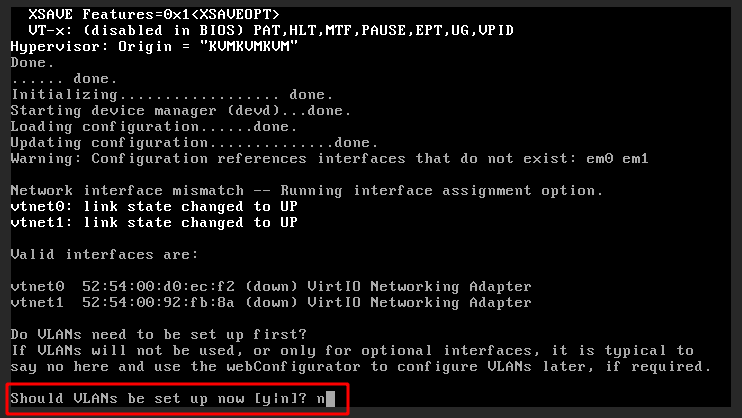 XSAVE Features=0x1<XSAVEOPT>
VT-x: (disabled in BIOS) PAT,HLT,MTF,PAUSE,EPT,UG,VPID
Hypervisor: Origin = "KVMKVMKVM"
Done.
...... done.
Initializing.................. done.
Starting device manager (devd)...done.
Loading configuration......done.
Updating configuration..............done.
Warning: Configuration references interfaces that do not exist: em0 em1
Network interface mismatch -- Running interface assignment option.
vtnet0: link state changed to UP
vtnet1: link state changed to UP
Valid interfaces are:
vtnet0 52:54:00:d0:ec:f2 (down) VirtIO Networking Adapter
vtnet1 52:54:00:92:fb:8a (down) VirtIO Networking Adapter
Do VLANs need to be set up first?
If VLANs will not be used, or only for optional interfaces, it is typical to
say no here and use the webConfigurator to configure VLANs later, if required.
Should VLANs be set up now [y|n]? n